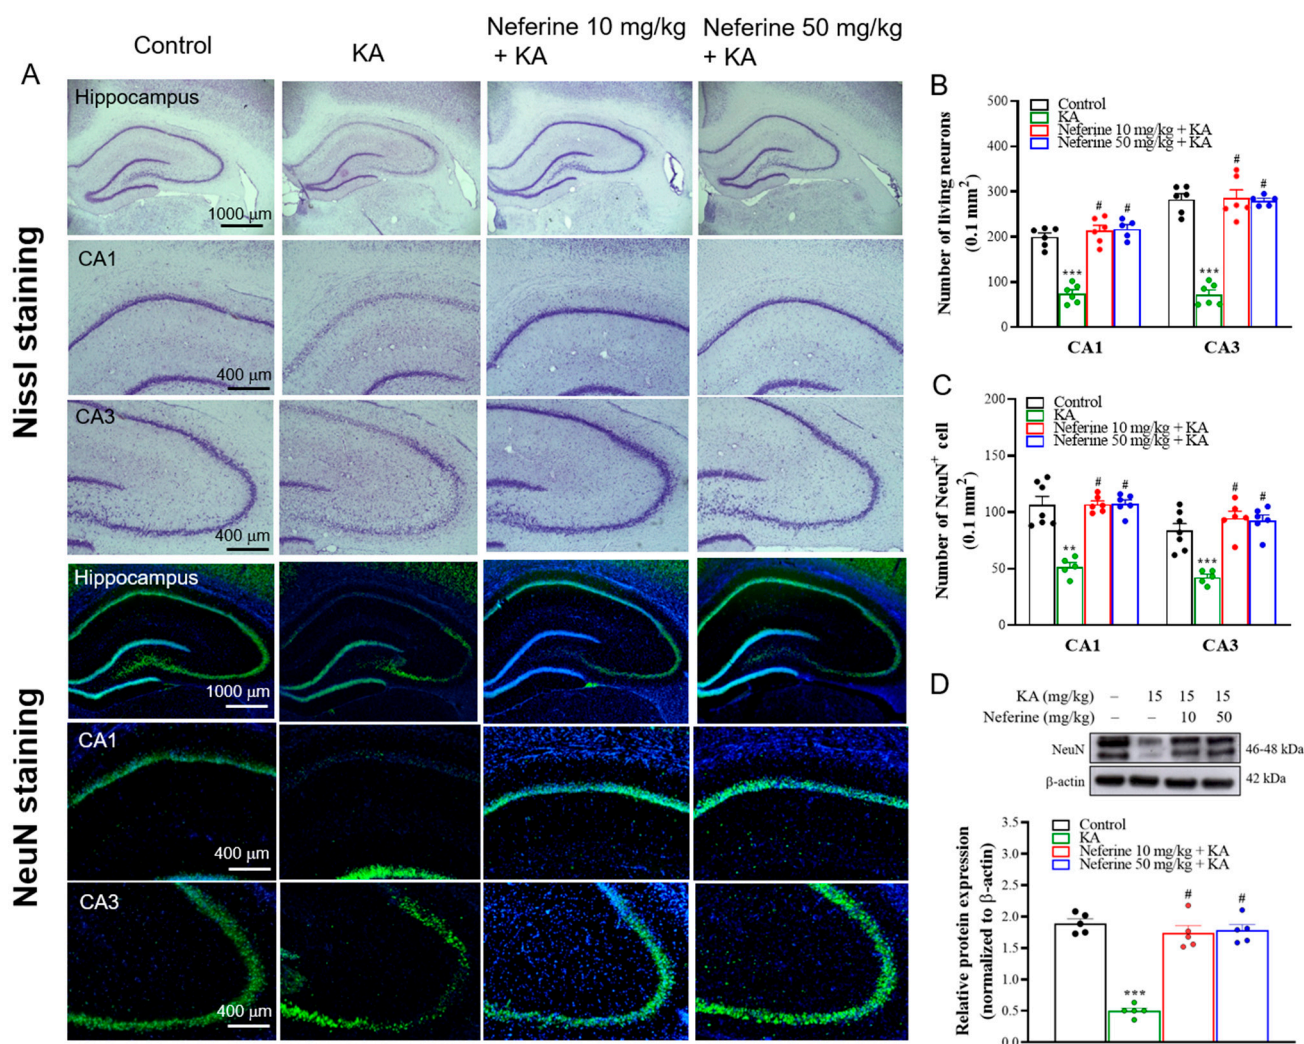 Control
KA
Neferine 10 mg/kg
+ KA
Neferine 50 mg/kg
+ KA
A
Nissl staining
Hippocampus
1000 μm
CA1
400 μm
CA3
400 μm
NeuN staining
Hippocampus
1000 μm
CA1
400 μm
CA3
400 μm
B
Number of living neurons
(0.1 mm²)
500
400
300
200
100
0
Control
KA
Neferine 10 mg/kg + KA
Neferine 50 mg/kg + KA
***
#
#
***
#
#
CA1
CA3
C
Number of NeuN⁺ cell
(0.1 mm²)
200
150
100
50
0
Control
KA
Neferine 10 mg/kg + KA
Neferine 50 mg/kg + KA
**
#
#
***
#
#
CA1
CA3
D
KA (mg/kg) – 15 15 15
Neferine (mg/kg) – – 10 50
NeuN 46-48 kDa
β-actin 42 kDa
Relative protein expression
(normalized to β-actin)
3.5
3.0
2.5
2.0
1.5
1.0
0.5
0.0
Control
KA
Neferine 10 mg/kg + KA
Neferine 50 mg/kg + KA
***
#
#